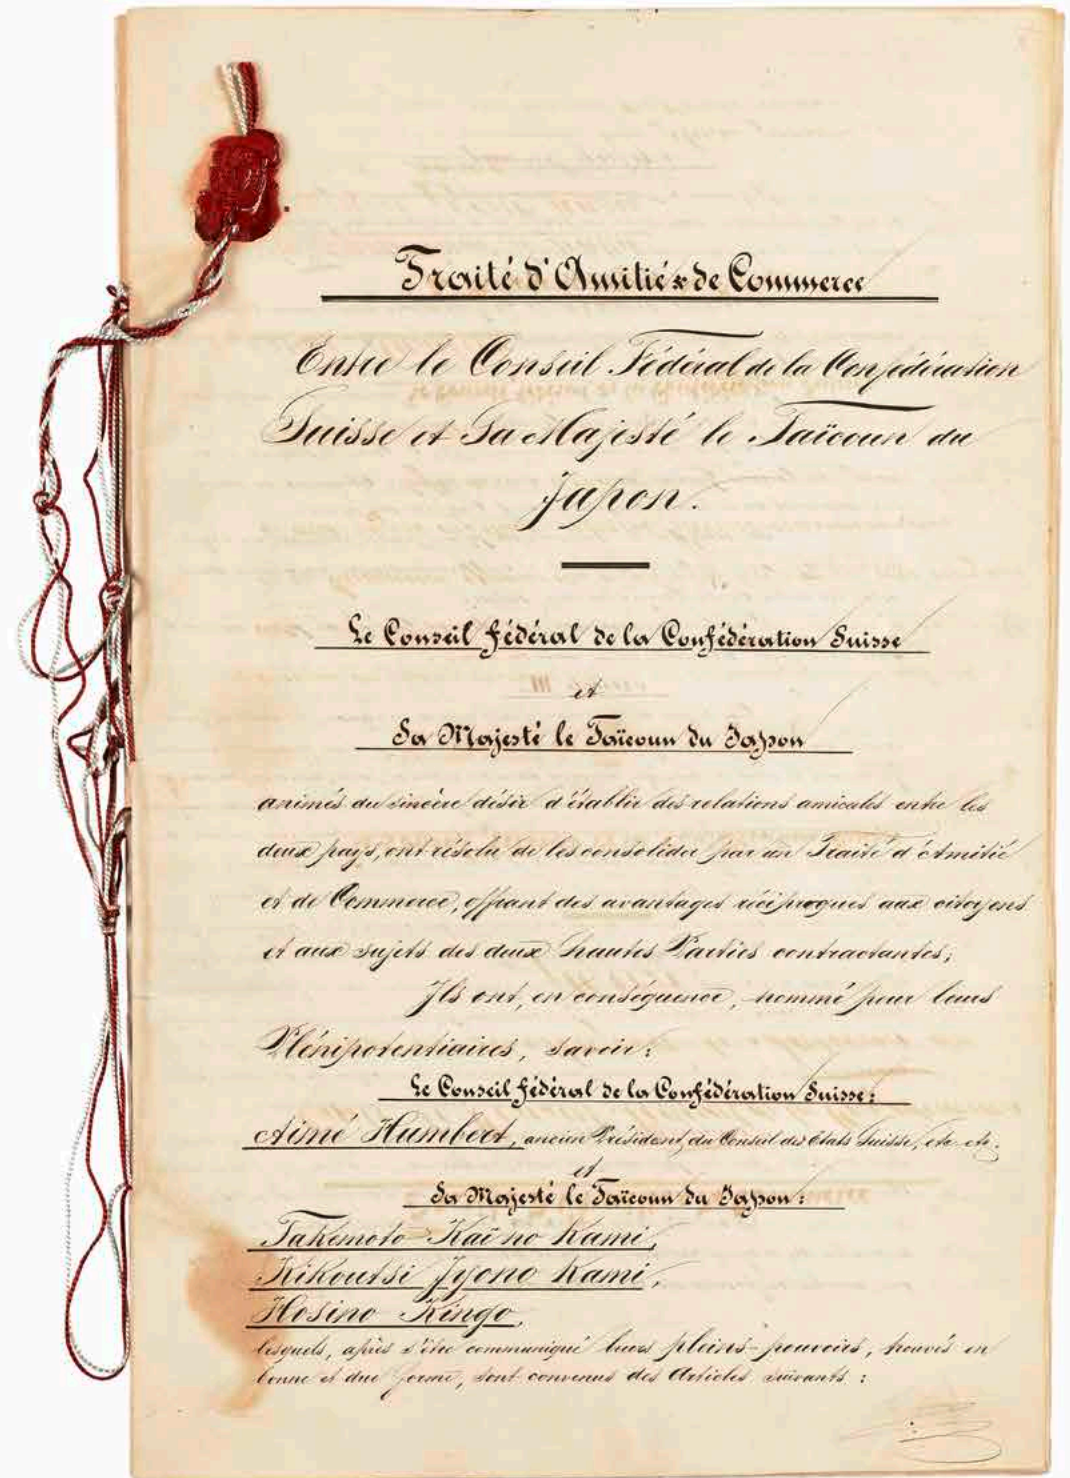 Traité d'Amitié & de Commerce
Entre le Conseil Fédéral de la Confédération
Suisse et Sa Majesté le Taïcoun du
Japon.
Le Conseil fédéral de la Confédération Suisse
et
Sa Majesté le Taïcoun du Japon
animés du sincère désir d'établir des relations amicales entre les
deux pays, ont résolu de les consolider par un Traité d'Amitié
et de Commerce, offrant des avantages réciproques aux citoyens
et aux sujets des deux hautes Parties contractantes;
Ils ont, en conséquence, nommé pour leurs
Plénipotentiaires, savoir:
Le Conseil fédéral de la Confédération Suisse:
Aimé Humbert, ancien Président du Conseil des Etats Suisse, etc. etc.
et
Sa Majesté le Taïcoun du Japon:
Takemoto Kaï no Kami,
Kikoutsi Jyono Kami,
Hosino Kingo,
lesquels, après s'être communiqué leurs pleins-pouvoirs, trouvés en
bonne et due forme, sont convenus des Articles suivants: